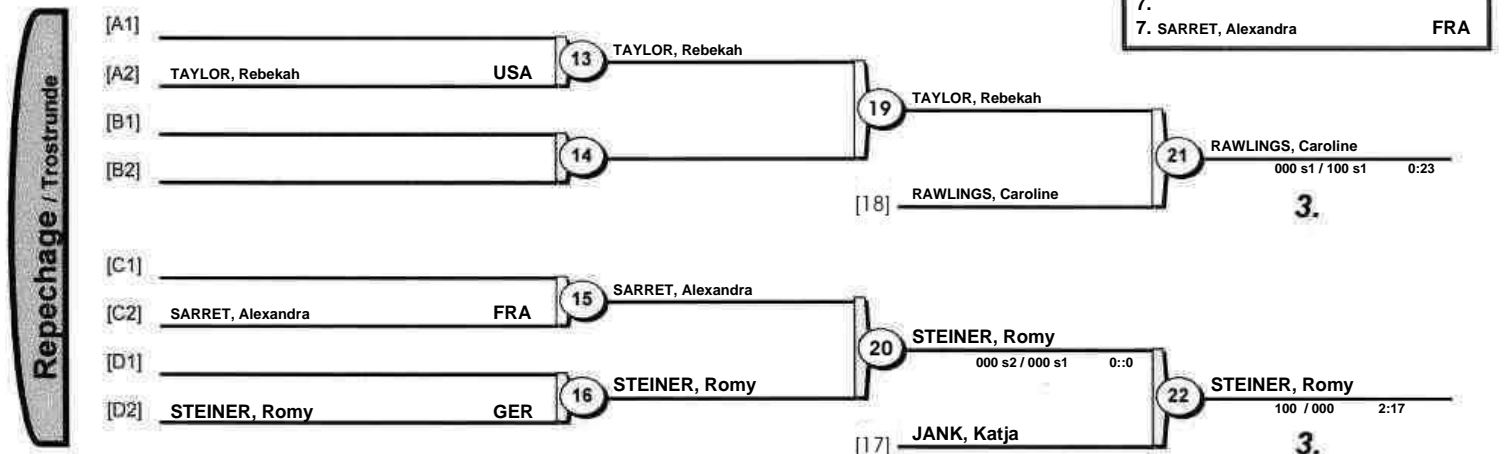 7.
7. SARRET, Alexandra FRA
Repechage / Trostrunde
[A1]
[A2] TAYLOR, Rebekah USA
13 TAYLOR, Rebekah
[B1]
[B2]
14
19 TAYLOR, Rebekah
[18] RAWLINGS, Caroline
21 RAWLINGS, Caroline
000 s1 / 100 s1 0:23
3.
[C1]
[C2] SARRET, Alexandra FRA
15 SARRET, Alexandra
[D1]
[D2] STEINER, Romy GER
16 STEINER, Romy
20 STEINER, Romy
000 s2 / 000 s1 0::0
[17] JANK, Katja
22 STEINER, Romy
100 / 000 2:17
3.